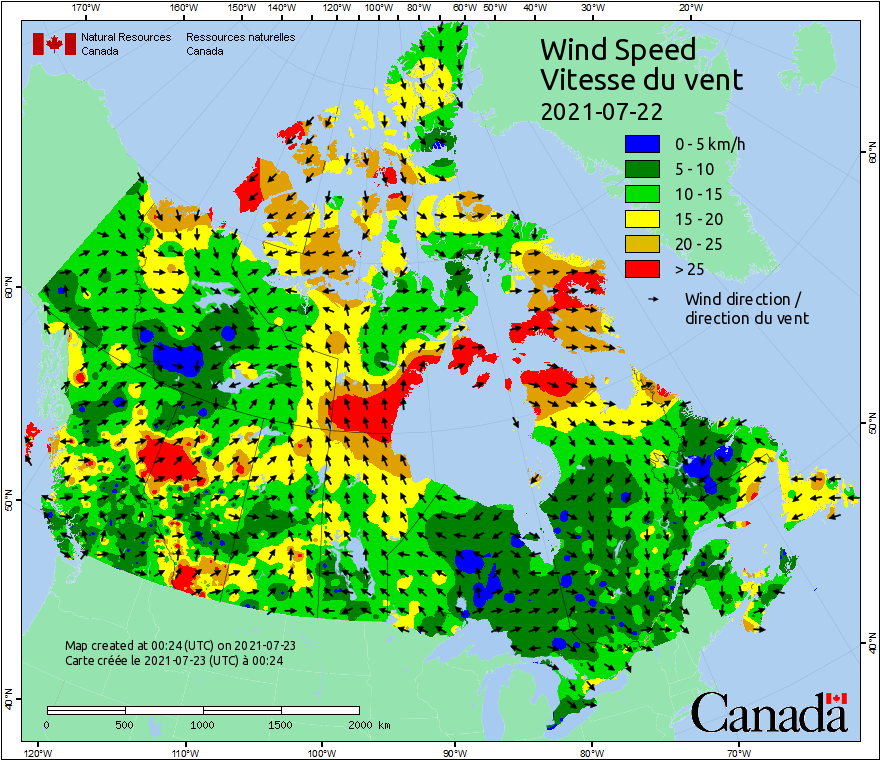 170°W 160°W 150°W 140°W 120°W 100°W 80°W 60°W 50°W 40°W 30°W 20°W
Natural Resources Ressources naturelles
Canada Canada
Wind Speed
Vitesse du vent
2021-07-22
0 - 5 km/h
5 - 10
10 - 15
15 - 20
20 - 25
> 25
Wind direction /
direction du vent
60°N
60°N
50°N
50°N
40°N
40°N
Map created at 00:24 (UTC) on 2021-07-23
Carte créée le 2021-07-23 (UTC) à 00:24
0 500 1000 1500 2000 km
Canada
120°W 110°W 100°W 90°W 80°W 70°W